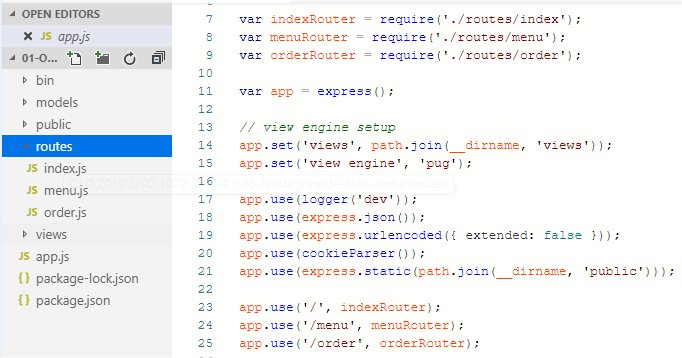 OPEN EDITORS
× JS app.js
01-O...
bin
models
public
routes
JS index.js
JS menu.js
JS order.js
views
JS app.js
{} package-lock.json
{} package.json
7 var indexRouter = require('./routes/index');
8 var menuRouter = require('./routes/menu');
9 var orderRouter = require('./routes/order');
10
11 var app = express();
12
13 // view engine setup
14 app.set('views', path.join(__dirname, 'views'));
15 app.set('view engine', 'pug');
16
17 app.use(logger('dev'));
18 app.use(express.json());
19 app.use(express.urlencoded({ extended: false }));
20 app.use(cookieParser());
21 app.use(express.static(path.join(__dirname, 'public')));
22
23 app.use('/', indexRouter);
24 app.use('/menu', menuRouter);
25 app.use('/order', orderRouter);